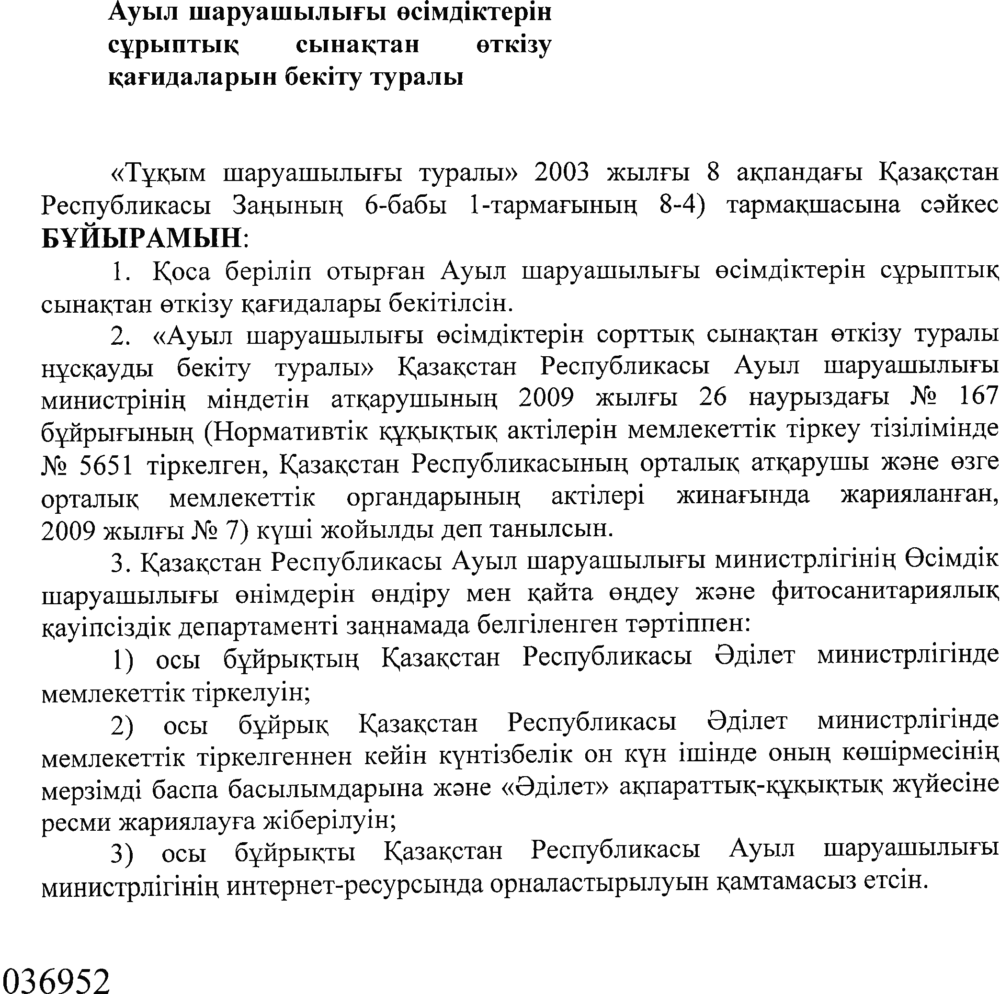 Ауыл шаруашылығы өсімдіктерін
сұрыптық сынақтан өткізу
қағидаларын бекіту туралы
«Тұқым шаруашылығы туралы» 2003 жылғы 8 ақпандағы Қазақстан
Республикасы Заңының 6-бабы 1-тармағының 8-4) тармақшасына сәйкес
БҰЙЫРАМЫН:
1. Қоса беріліп отырған Ауыл шаруашылығы өсімдіктерін сұрыптық
сынақтан өткізу қағидалары бекітілсін.
2. «Ауыл шаруашылығы өсімдіктерін сорттық сынақтан өткізу туралы
нұсқауды бекіту туралы» Қазақстан Республикасы Ауыл шаруашылығы
министрінің міндетін атқарушының 2009 жылғы 26 наурыздағы № 167
бұйрығының (Нормативтік құқықтық актілерін мемлекеттік тіркеу тізілімінде
№ 5651 тіркелген, Қазақстан Республикасының орталық атқарушы және өзге
орталық мемлекеттік органдарының актілері жинағында жарияланған,
2009 жылғы № 7) күші жойылды деп танылсын.
3. Қазақстан Республикасы Ауыл шаруашылығы министрлігінің Өсімдік
шаруашылығы өнімдерін өндіру мен қайта өңдеу және фитосанитариялық
қауіпсіздік департаменті заңнамада белгіленген тәртіппен:
1) осы бұйрықтың Қазақстан Республикасы Әділет министрлігінде
мемлекеттік тіркелуін;
2) осы бұйрық Қазақстан Республикасы Әділет министрлігінде
мемлекеттік тіркелгеннен кейін күнтізбелік он күн ішінде оның көшірмесінің
мерзімді баспа басылымдарына және «Әділет» ақпараттық-құқықтық жүйесіне
ресми жариялауға жіберілуін;
3) осы бұйрықты Қазақстан Республикасы Ауыл шаруашылығы
министрлігінің интернет-ресурсында орналастырылуын қамтамасыз етсін.
036952